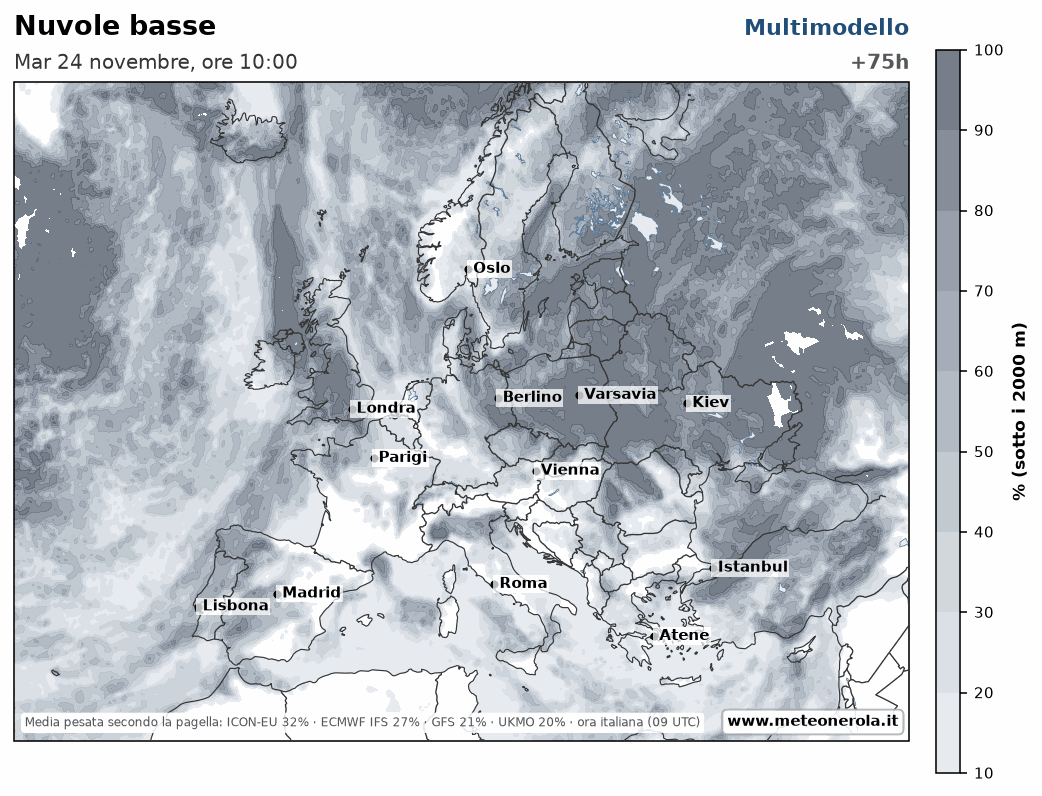 Nuvole basse
Multimodello
Mar 24 novembre, ore 10:00
+75h
100
90
80
70
60
50
40
30
20
10
% (sotto i 2000 m)
Oslo
Londra
Berlino
Varsavia
Kiev
Parigi
Vienna
Istanbul
Roma
Madrid
Lisbona
Atene
Media pesata secondo la pagella: ICON-EU 32% · ECMWF IFS 27% · GFS 21% · UKMO 20% · ora italiana (09 UTC)
www.meteonerola.it